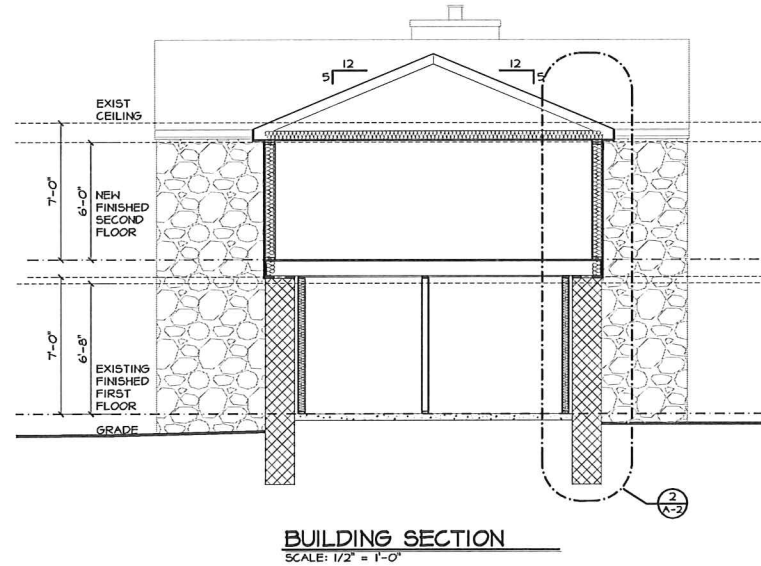 12
5
12
5
EXIST
CEILING
7'-0"
6'-0"
NEW
FINISHED
SECOND
FLOOR
7'-0"
6'-8"
EXISTING
FINISHED
FIRST
FLOOR
GRADE
2
A-2
BUILDING SECTION
SCALE: 1/2" = 1'-0"